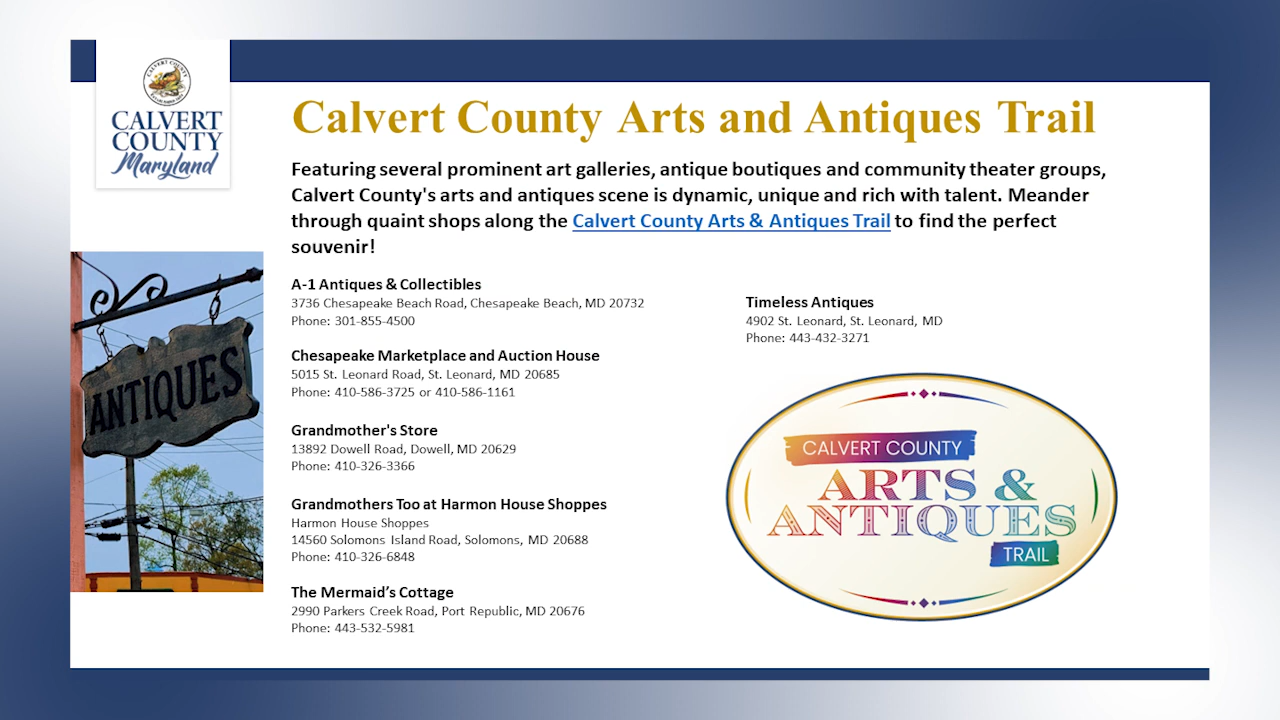 CALVERT COUNTY
CALVERT
COUNTY
Maryland
Calvert County Arts and Antiques Trail
Featuring several prominent art galleries, antique boutiques and community theater groups,
Calvert County's arts and antiques scene is dynamic, unique and rich with talent. Meander
through quaint shops along the Calvert County Arts & Antiques Trail to find the perfect
souvenir!
ANTIQUES
A-1 Antiques & Collectibles
3736 Chesapeake Beach Road, Chesapeake Beach, MD 20732
Phone: 301-855-4500
Chesapeake Marketplace and Auction House
5015 St. Leonard Road, St. Leonard, MD 20685
Phone: 410-586-3725 or 410-586-1161
Grandmother's Store
13892 Dowell Road, Dowell, MD 20629
Phone: 410-326-3366
Grandmothers Too at Harmon House Shoppes
Harmon House Shoppes
14560 Solomons Island Road, Solomons, MD 20688
Phone: 410-326-6848
The Mermaid’s Cottage
2990 Parkers Creek Road, Port Republic, MD 20676
Phone: 443-532-5981
Timeless Antiques
4902 St. Leonard, St. Leonard, MD
Phone: 443-432-3271
CALVERT COUNTY
ARTS &
ANTIQUES
TRAIL